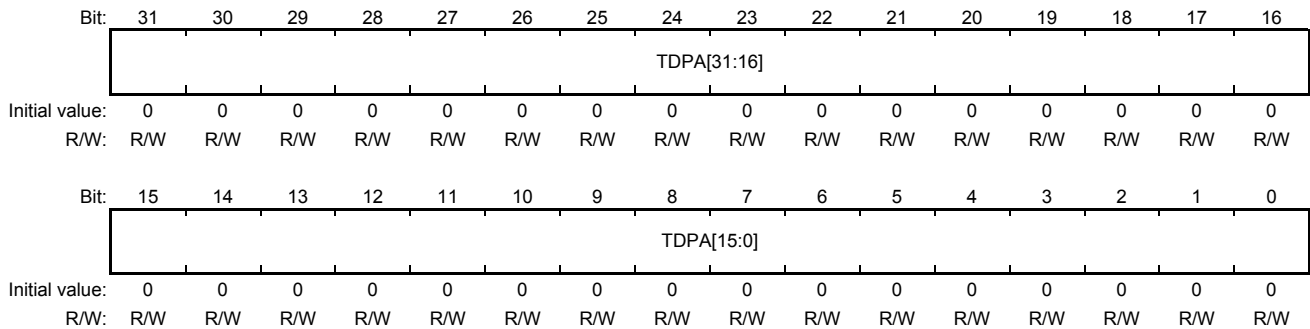 Bit: 31 30 29 28 27 26 25 24 23 22 21 20 19 18 17 16
TDPA[31:16]
Initial value: 0 0 0 0 0 0 0 0 0 0 0 0 0 0 0 0
R/W: R/W R/W R/W R/W R/W R/W R/W R/W R/W R/W R/W R/W R/W R/W R/W R/W
Bit: 15 14 13 12 11 10 9 8 7 6 5 4 3 2 1 0
TDPA[15:0]
Initial value: 0 0 0 0 0 0 0 0 0 0 0 0 0 0 0 0
R/W: R/W R/W R/W R/W R/W R/W R/W R/W R/W R/W R/W R/W R/W R/W R/W R/W